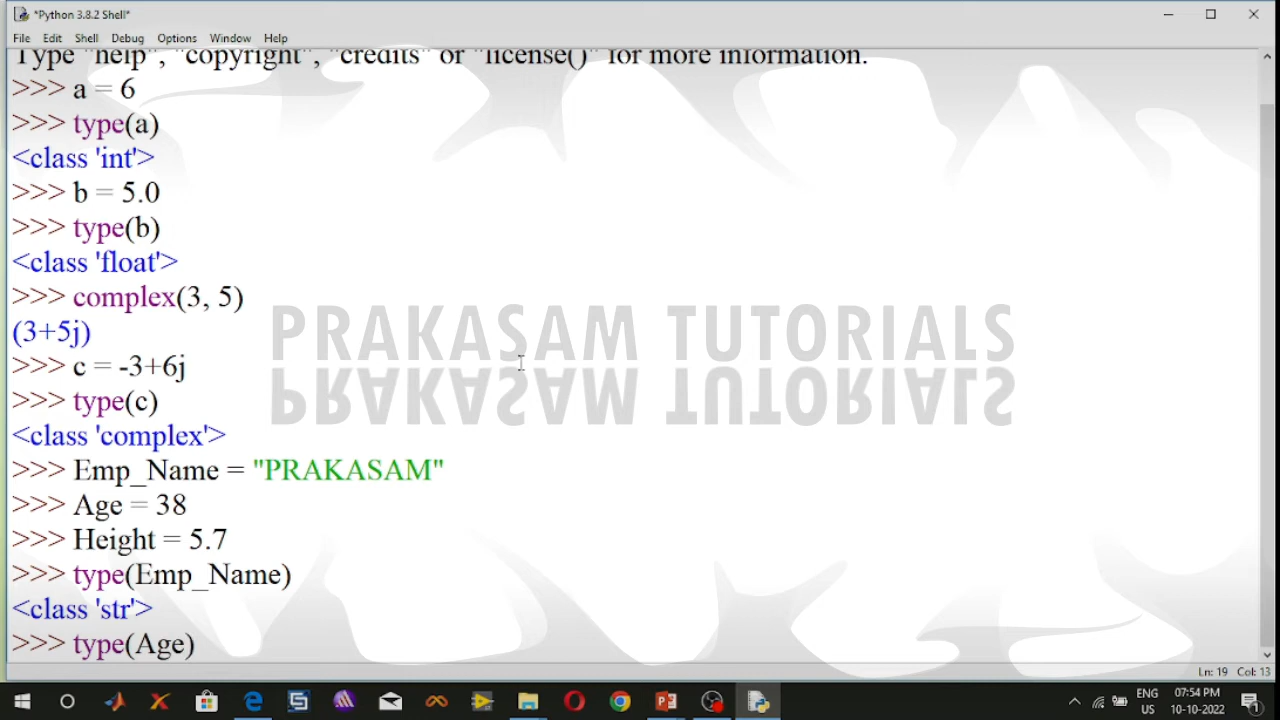 *Python 3.8.2 Shell*
File Edit Shell Debug Options Window Help
Type "help", "copyright", "credits" or "license()" for more information.
>>> a = 6
>>> type(a)
<class 'int'>
>>> b = 5.0
>>> type(b)
<class 'float'>
>>> complex(3, 5)
(3+5j)
>>> c = -3+6j
>>> type(c)
<class 'complex'>
>>> Emp_Name = "PRAKASAM"
>>> Age = 38
>>> Height = 5.7
>>> type(Emp_Name)
<class 'str'>
>>> type(Age)
PRAKASAM TUTORIALS
Ln: 19 Col: 13
ENG 07:54 PM
US 10-10-2022